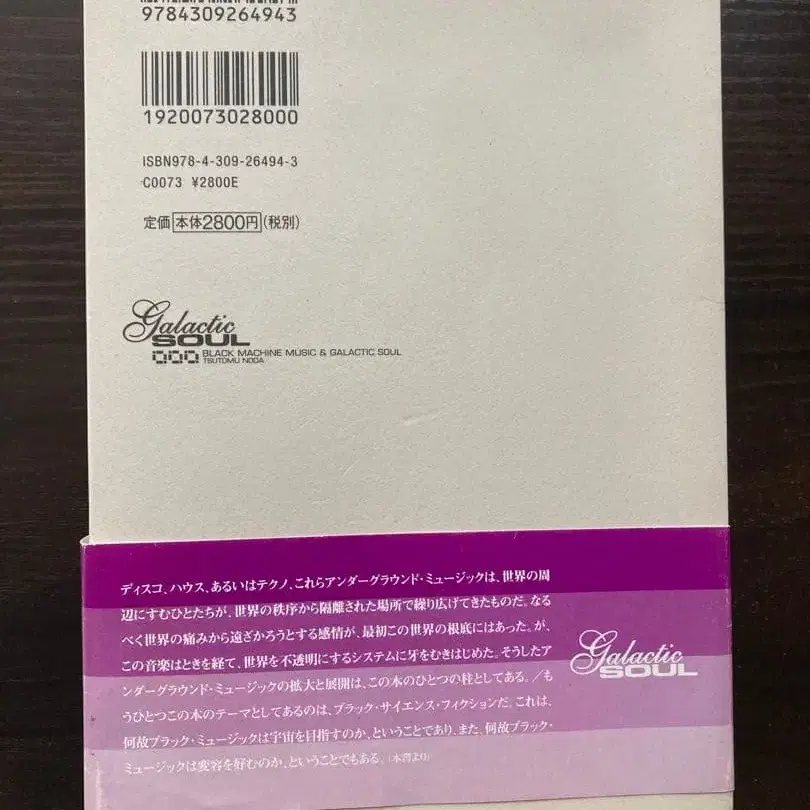 9784309264943
1920073028000
ISBN978-4-309-26494-3
C0073 ¥2800E
定価 本体2800円(税別)
Galactic
SOUL
BLACK MACHINE MUSIC & GALACTIC SOUL
TSUTOMU NODA
ディスコ、ハウス、あるいはテクノ、これらアンダーグラウンド・ミュージックは、世界の周
辺にすむひとたちが、世界の秩序から隔離された場所で繰り広げてきたものだ。なる
べく世界の痛みから遠ざかろうとする感情が、最初この世界の根底にはあった。が、
この音楽はときを経て、世界を不透明にするシステムに牙をむきはじめた。そうしたア
ンダーグラウンド・ミュージックの拡大と展開は、この本のひとつの柱としてある。/も
うひとつこの本のテーマとしてあるのは、ブラック・サイエンス・フィクションだ。これは、
何故ブラック・ミュージックは宇宙を目指すのか、ということであり、また、何故ブラック・
ミュージックは変容を好むのか、ということでもある。(本書より)
Galactic
SOUL